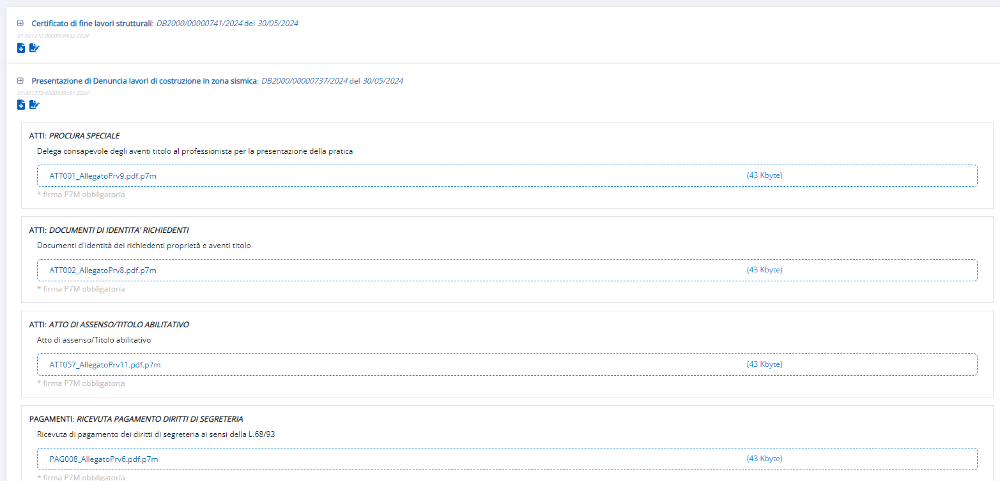 Certificato di fine lavori strutturali: DB2000/00000741/2024 del 30/05/2024
01-001272-0000009432-2024
Presentazione di Denuncia lavori di costruzione in zona sismica: DB2000/00000737/2024 del 30/05/2024
01-001272-0000009431-2024
ATTI: PROCURA SPECIALE
Delega consapevole degli aventi titolo al professionista per la presentazione della pratica
ATT001_AllegatoPrv9.pdf.p7m (43 Kbyte)
* firma P7M obbligatoria
ATTI: DOCUMENTI DI IDENTITA' RICHIEDENTI
Documenti d'identità dei richiedenti proprietà e aventi titolo
ATT002_AllegatoPrv8.pdf.p7m (43 Kbyte)
* firma P7M obbligatoria
ATTI: ATTO DI ASSENSO/TITOLO ABILITATIVO
Atto di assenso/Titolo abilitativo
ATT057_AllegatoPrv11.pdf.p7m (43 Kbyte)
* firma P7M obbligatoria
PAGAMENTI: RICEVUTA PAGAMENTO DIRITTI DI SEGRETERIA
Ricevuta di pagamento dei diritti di segreteria ai sensi della L.68/93
PAG008_AllegatoPrv6.pdf.p7m (43 Kbyte)
* firma P7M obbligatoria